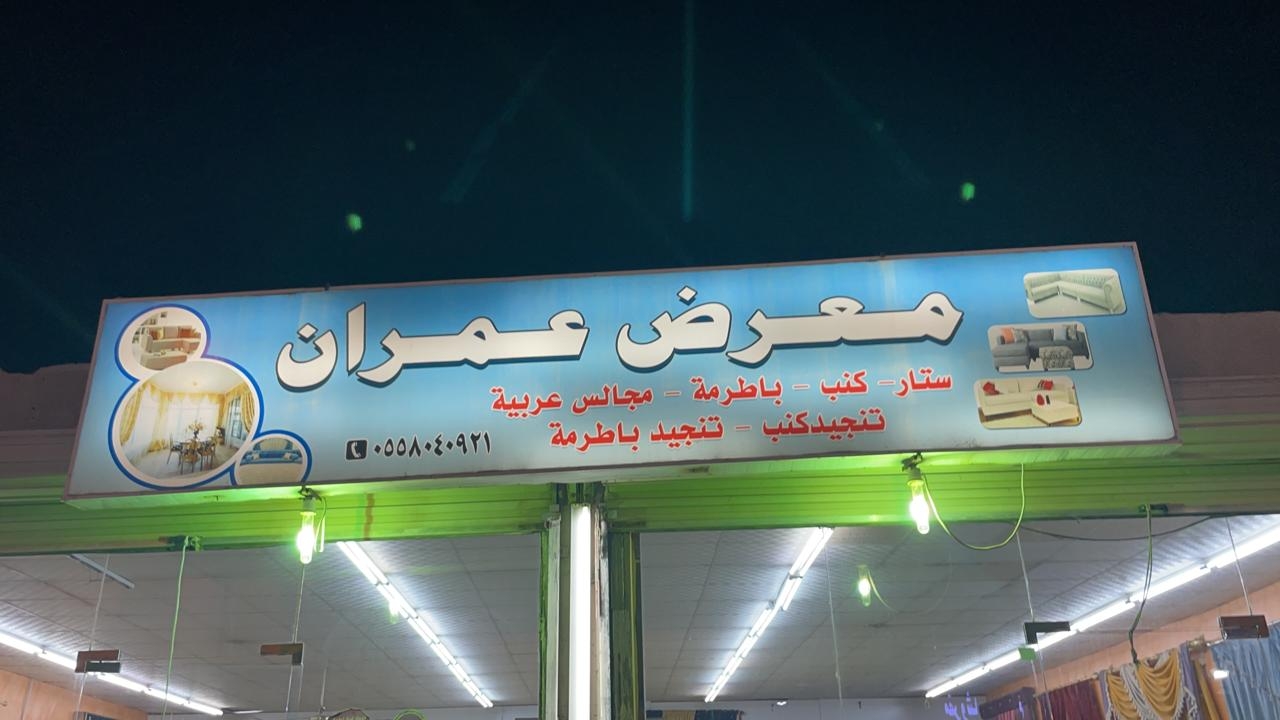 معرض عمران
ستار- كنب - باطرمة - مجالس عربية
تنجيدكنب - تنجيد باطرمة
٠٥٥٨٠٤٠٩٢١